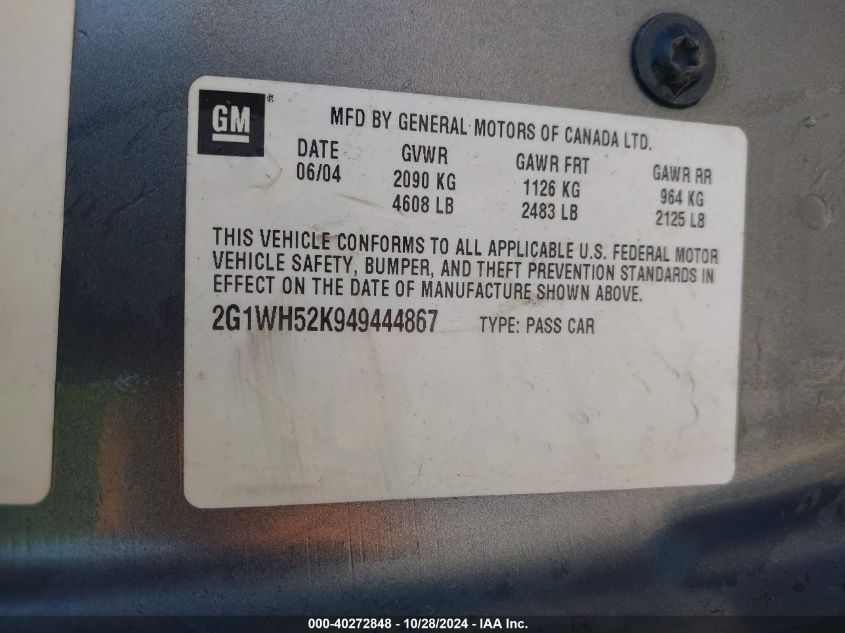 GM ®
MFD BY GENERAL MOTORS OF CANADA LTD.
DATE GVWR GAWR FRT GAWR RR
06/04 2090 KG 1126 KG 964 KG
4608 LB 2483 LB 2125 LB
THIS VEHICLE CONFORMS TO ALL APPLICABLE U.S. FEDERAL MOTOR
VEHICLE SAFETY, BUMPER, AND THEFT PREVENTION STANDARDS IN
EFFECT ON THE DATE OF MANUFACTURE SHOWN ABOVE.
2G1WH52K949444867 TYPE: PASS CAR
000-40272848 - 10/28/2024 - IAA Inc.